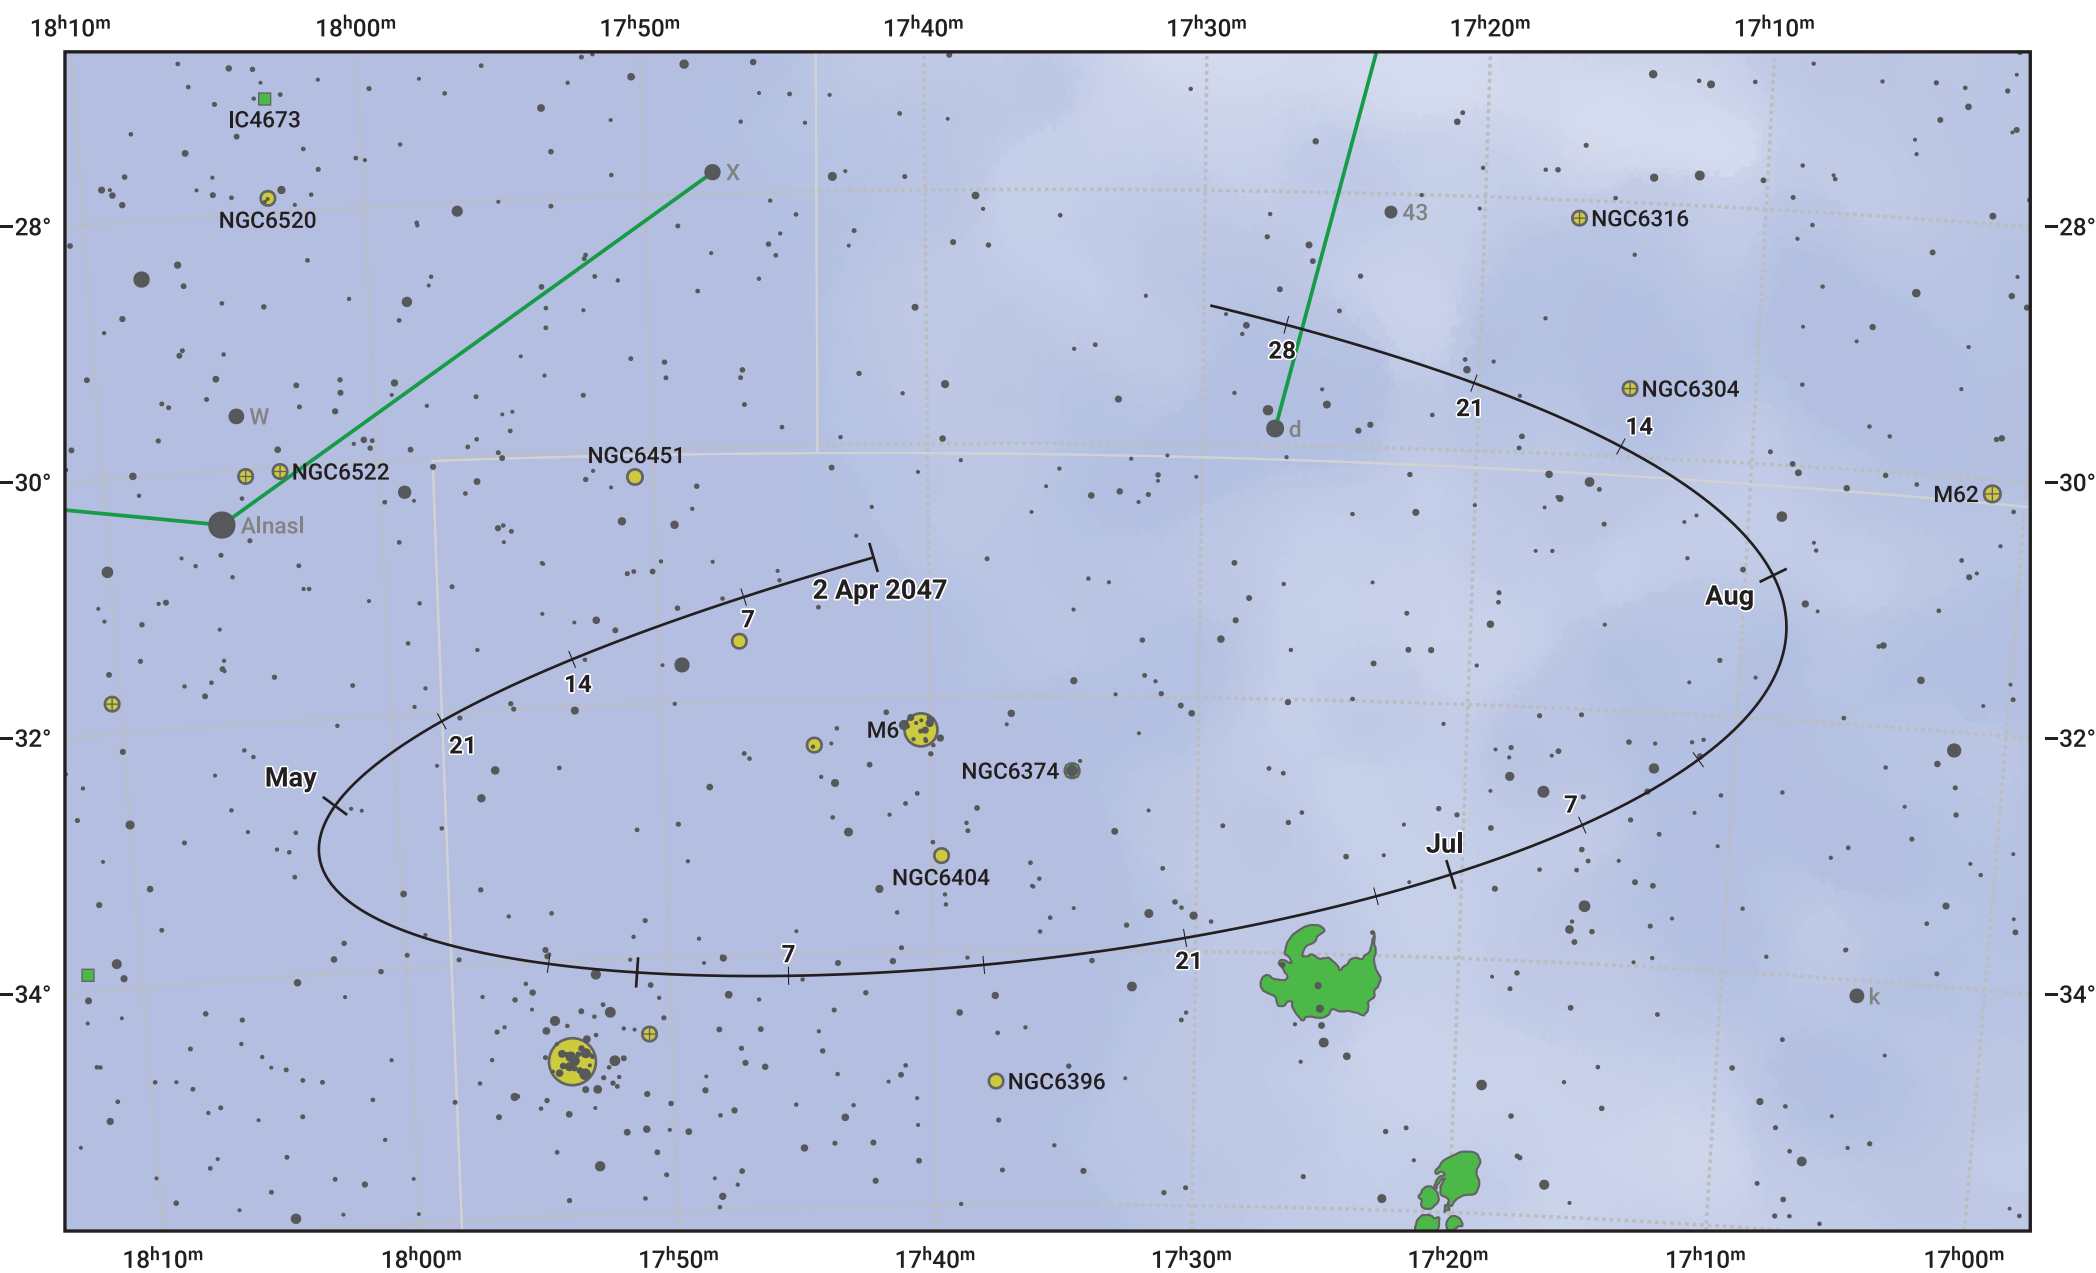 18h10m 18h00m 17h50m 17h40m 17h30m 17h20m 17h10m
IC4673
X
NGC6520
43
NGC6316
−28° −28°
28
21
NGC6304
14
W
d
NGC6451
NGC6522
−30° −30°
M62
Alnasl
2 Apr 2047
Aug
7
14
M6
21
−32° −32°
NGC6374
May
7
Jul
NGC6404
7
21
−34° −34°
k
NGC6396
18h10m 18h00m 17h50m 17h40m 17h30m 17h20m 17h10m 17h00m